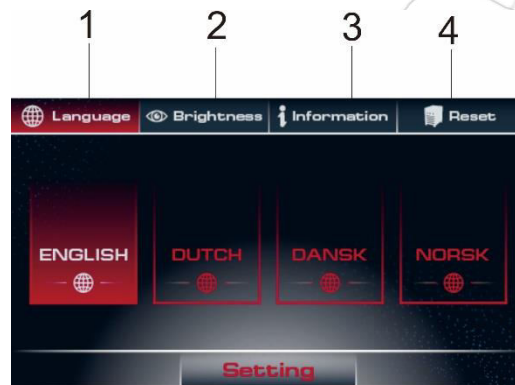 1 2 3 4
Language Brightness Information Reset
ENGLISH DUTCH DANSK NORSK
Setting